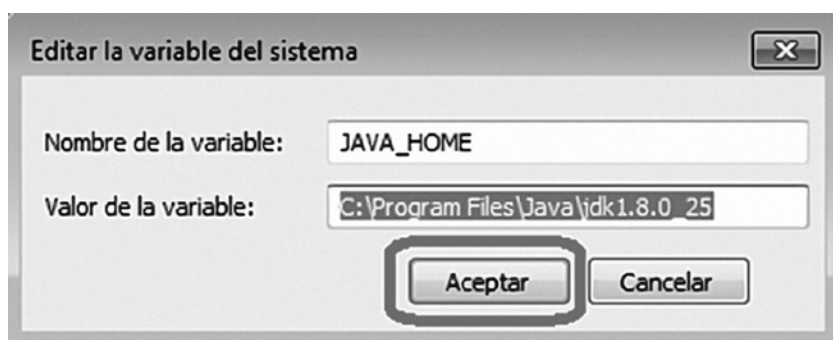 Editar la variable del sistema
Nombre de la variable: JAVA_HOME
Valor de la variable: C:\Program Files\Java\jdk1.8.0_25
Aceptar Cancelar